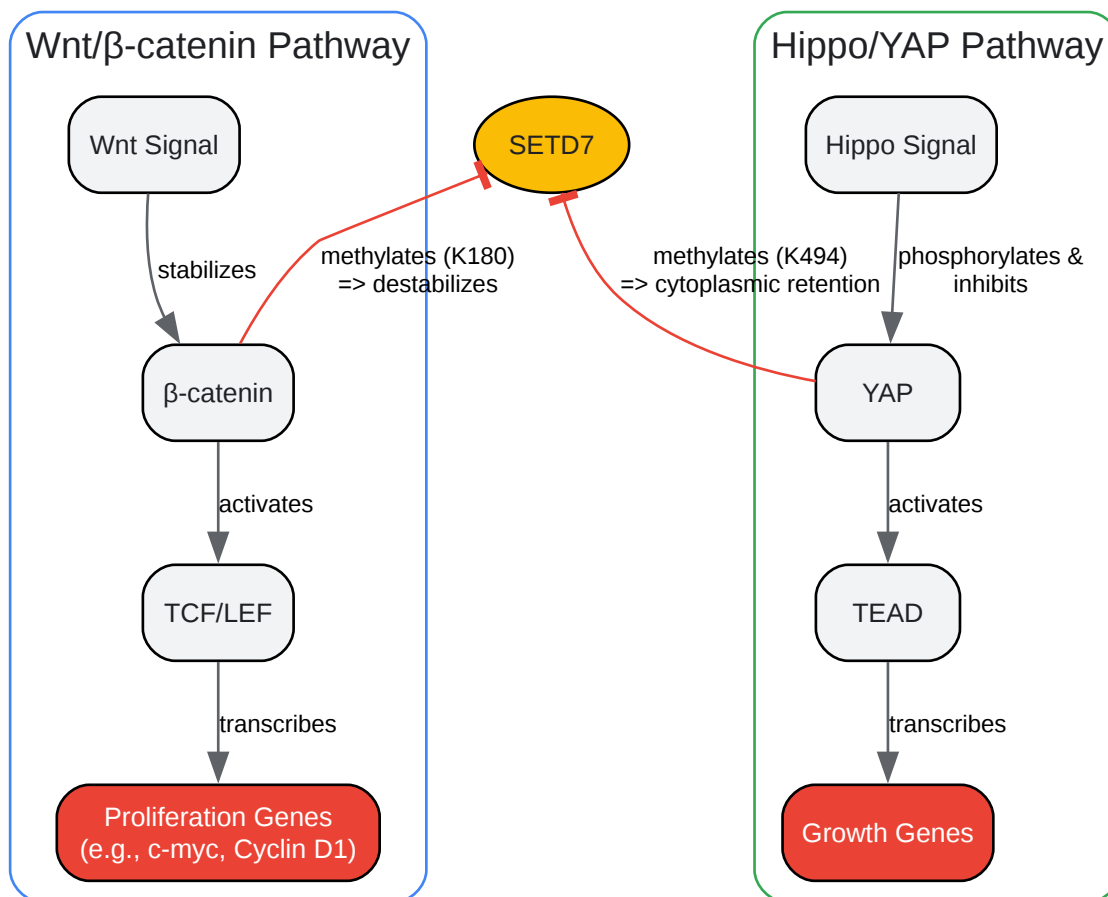 Wnt/β-catenin Pathway
Hippo/YAP Pathway
Wnt Signal
SETD7
Hippo Signal
stabilizes
methylates (K180)
=> destabilizes
methylates (K494)
=> cytoplasmic retention
phosphorylates &
inhibits
β-catenin
YAP
activates
activates
TCF/LEF
TEAD
transcribes
transcribes
Proliferation Genes
(e.g., c-myc, Cyclin D1)
Growth Genes